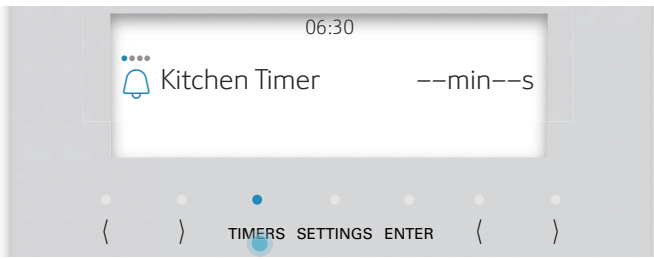 06:30
Kitchen Timer --min--s
⟨ ⟩ TIMERS SETTINGS ENTER ⟨ ⟩